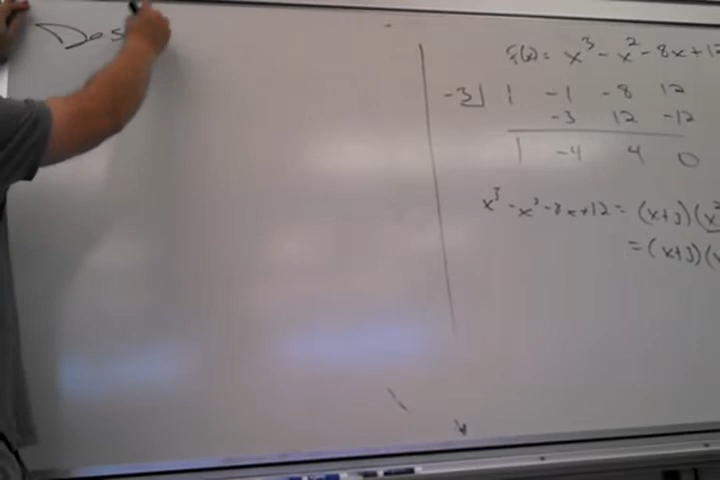 Des
f(x) = x³ - x² - 8x + 12
-3| 1 -1 -8 12
-3 12 -12
1 -4 4 0
x³ - x² - 8x + 12 = (x+3)(x²
= (x+3)(x